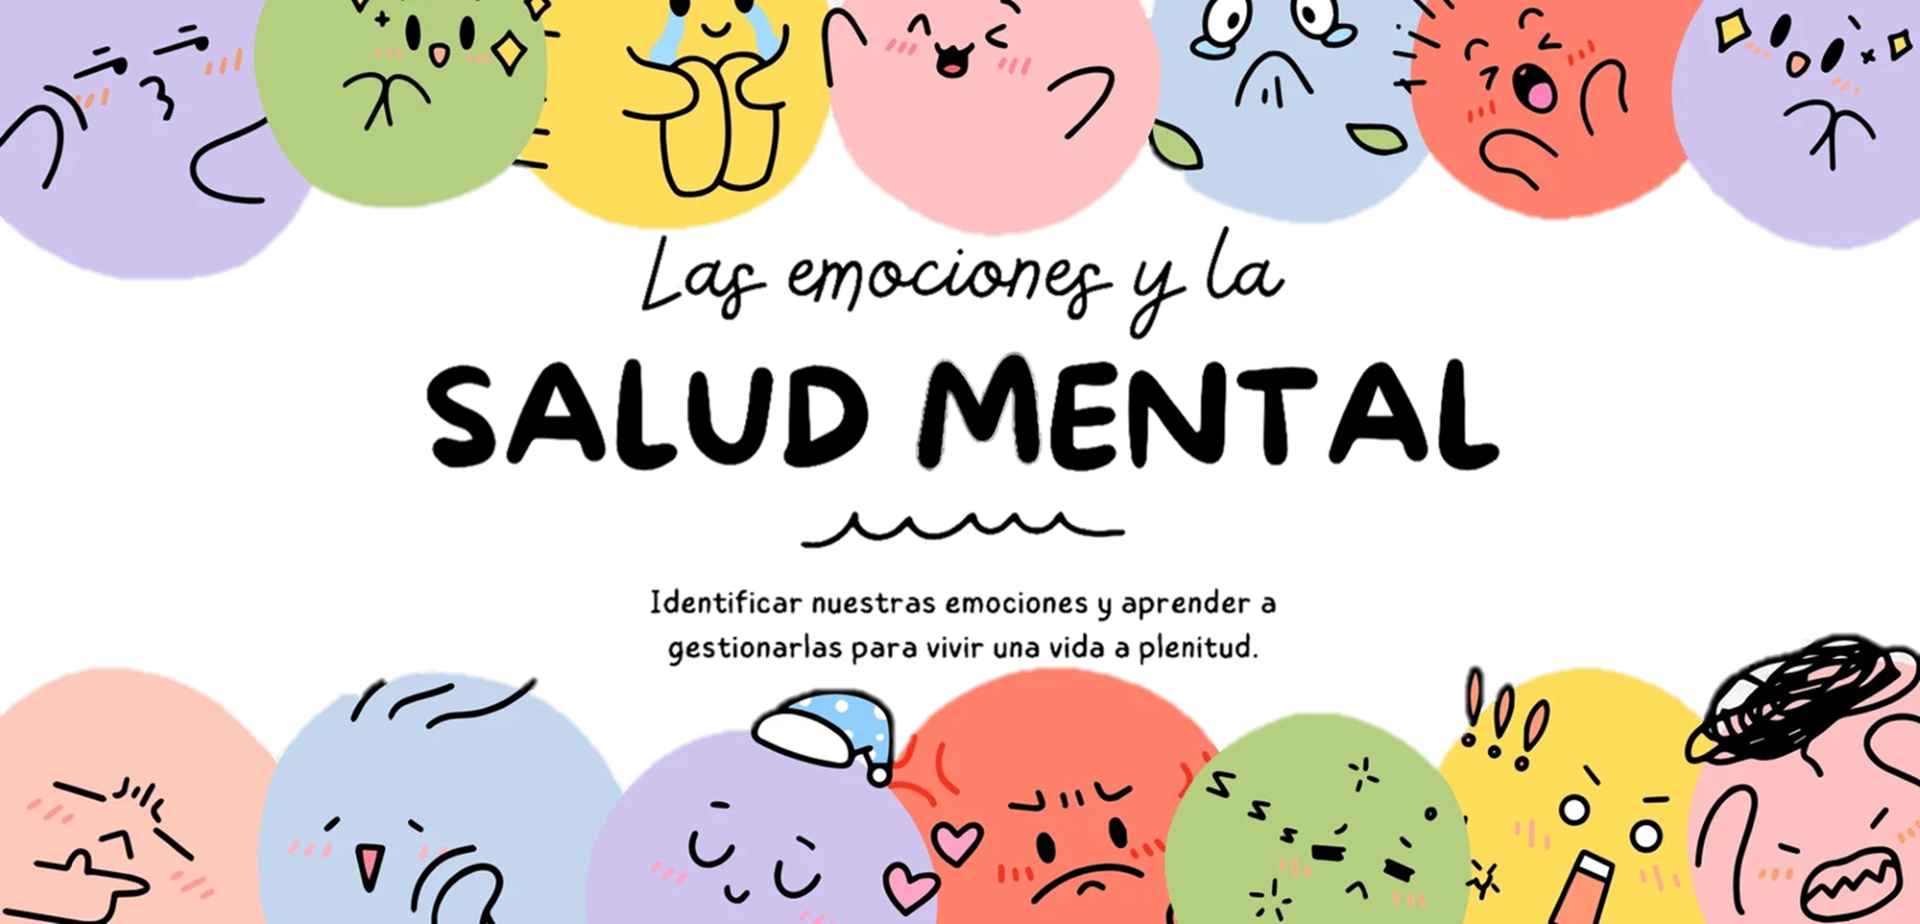 Las emociones y la
SALUD MENTAL
Identificar nuestras emociones y aprender a
gestionarlas para vivir una vida a plenitud.